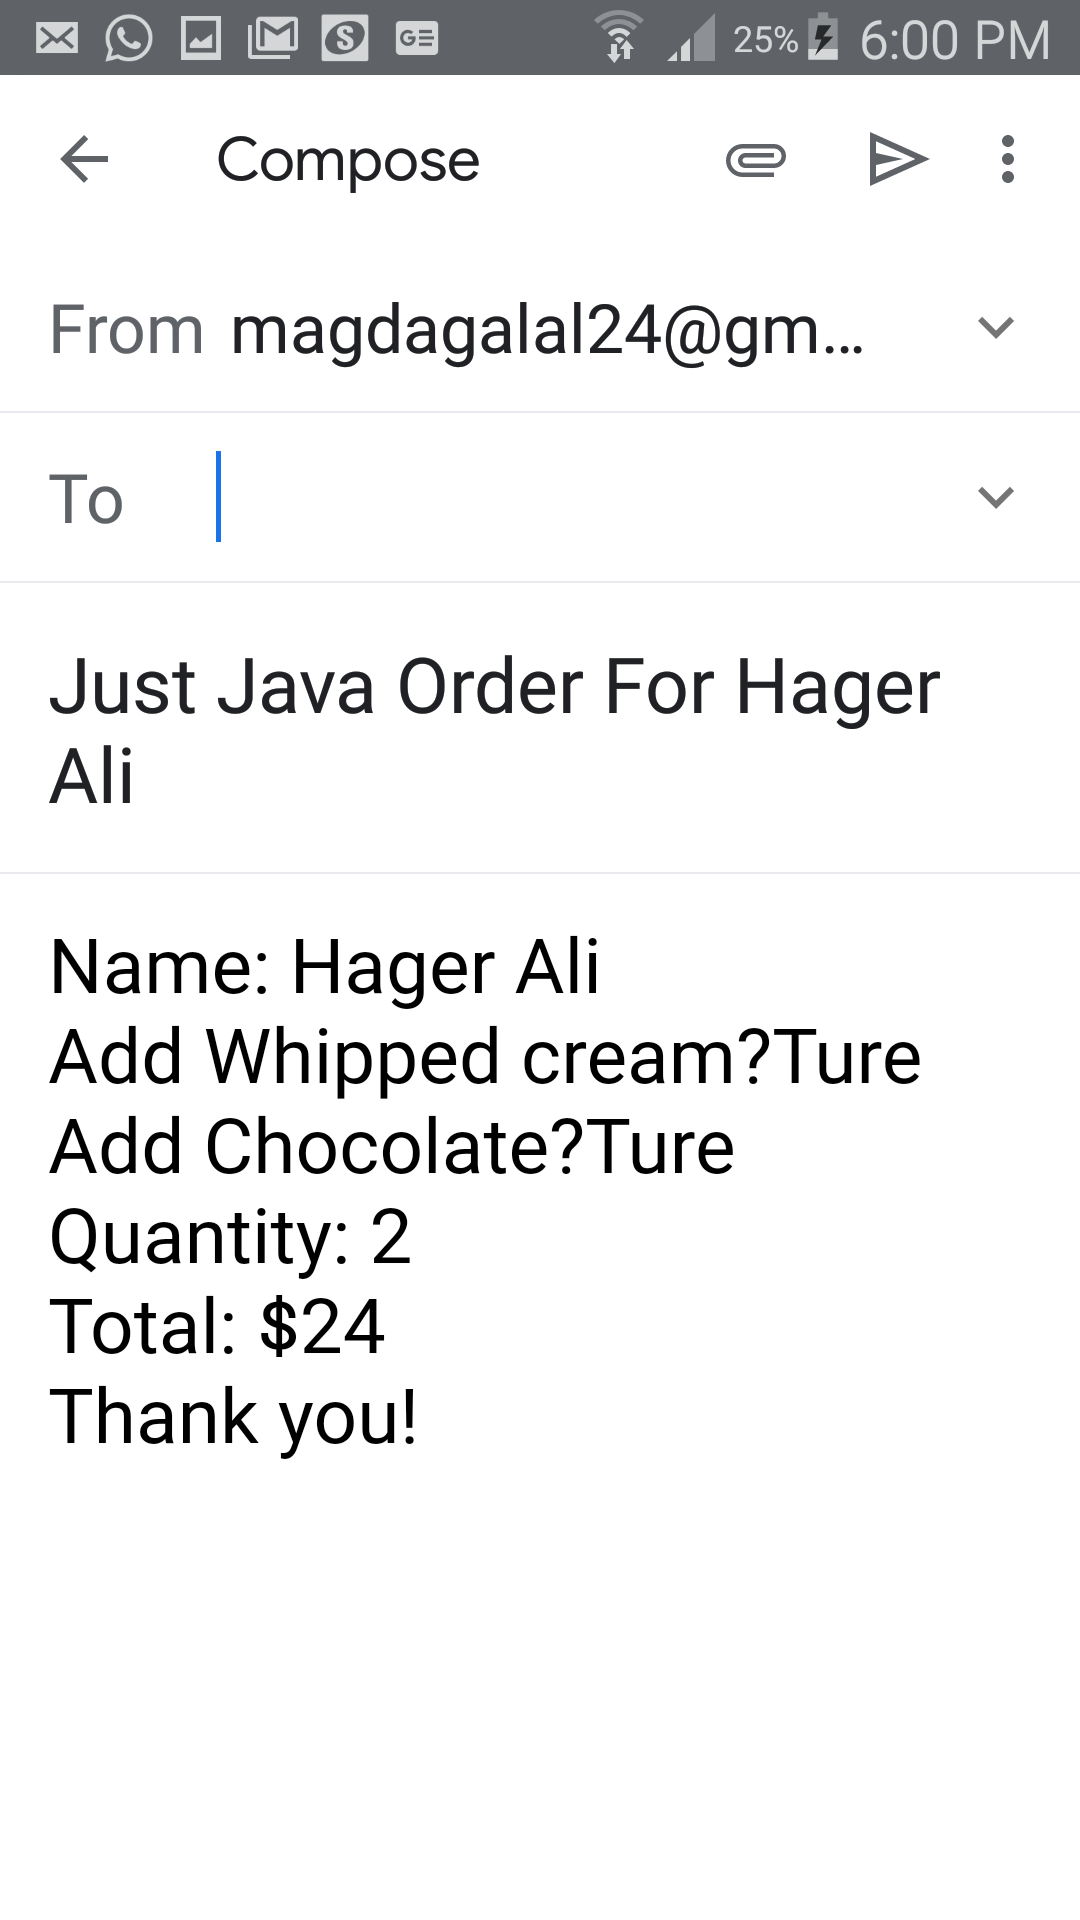 25% 6:00 PM
Compose
From magdagalal24@gm...
To
Just Java Order For Hager
Ali
Name: Hager Ali
Add Whipped cream?Ture
Add Chocolate?Ture
Quantity: 2
Total: $24
Thank you!